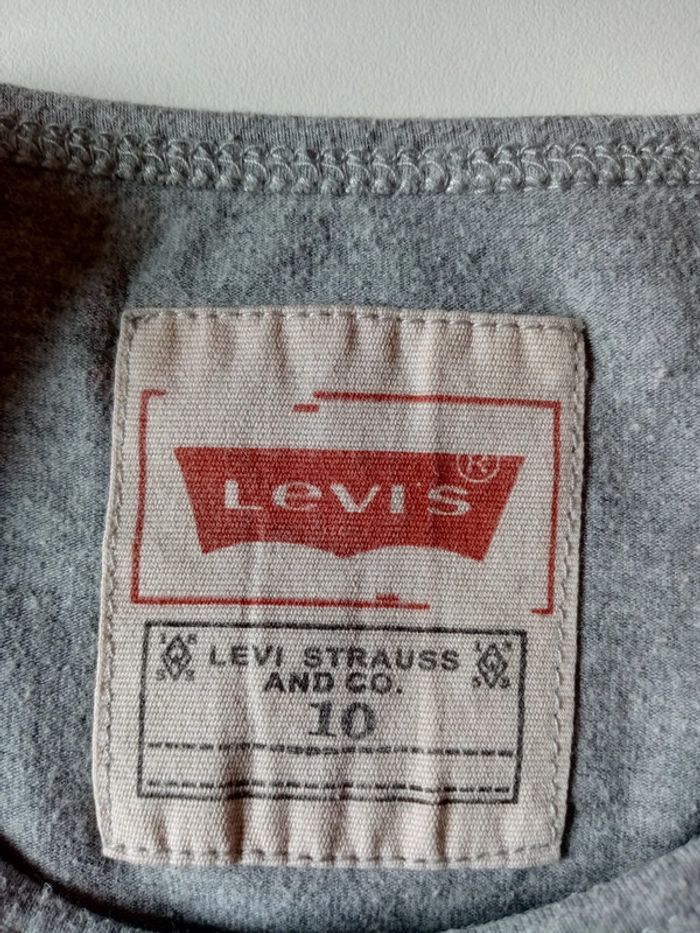 Levi's ®
LEVI STRAUSS
AND CO.
10